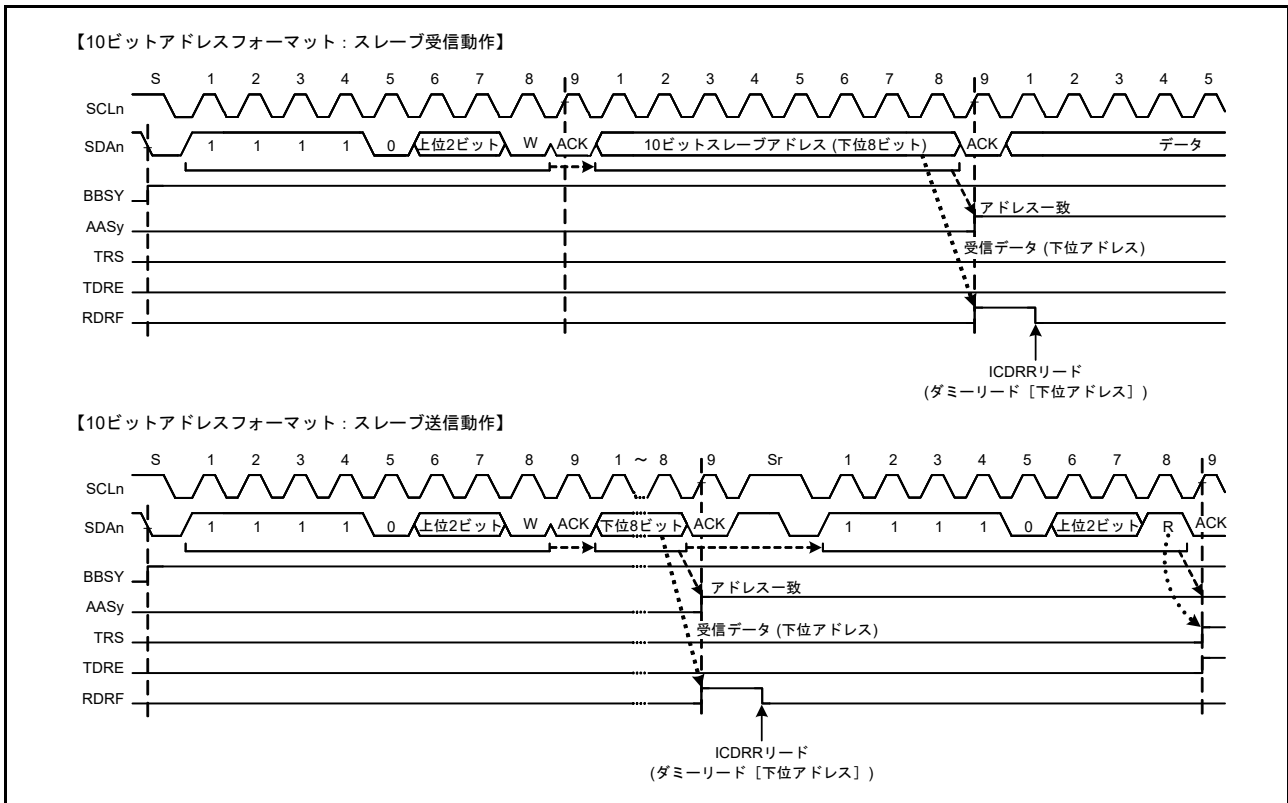 【10ビットアドレスフォーマット：スレーブ受信動作】
S 1 2 3 4 5 6 7 8 9 1 2 3 4 5 6 7 8 9 1 2 3 4 5
SCLn
SDAn 1 1 1 1 0 上位2ビット W ACK 10ビットスレーブアドレス (下位8ビット) ACK データ
BBSY
アドレス一致
AASy
受信データ (下位アドレス)
TRS
TDRE
RDRF
ICDRRリード
(ダミーリード［下位アドレス］)
【10ビットアドレスフォーマット：スレーブ送信動作】
S 1 2 3 4 5 6 7 8 9 1 ～ 8 9 Sr 1 2 3 4 5 6 7 8 9
SCLn
SDAn 1 1 1 1 0 上位2ビット W ACK 下位8ビット ACK 1 1 1 1 0 上位2ビット R ACK
BBSY
アドレス一致
AASy
受信データ (下位アドレス)
TRS
TDRE
RDRF
ICDRRリード
(ダミーリード［下位アドレス］)